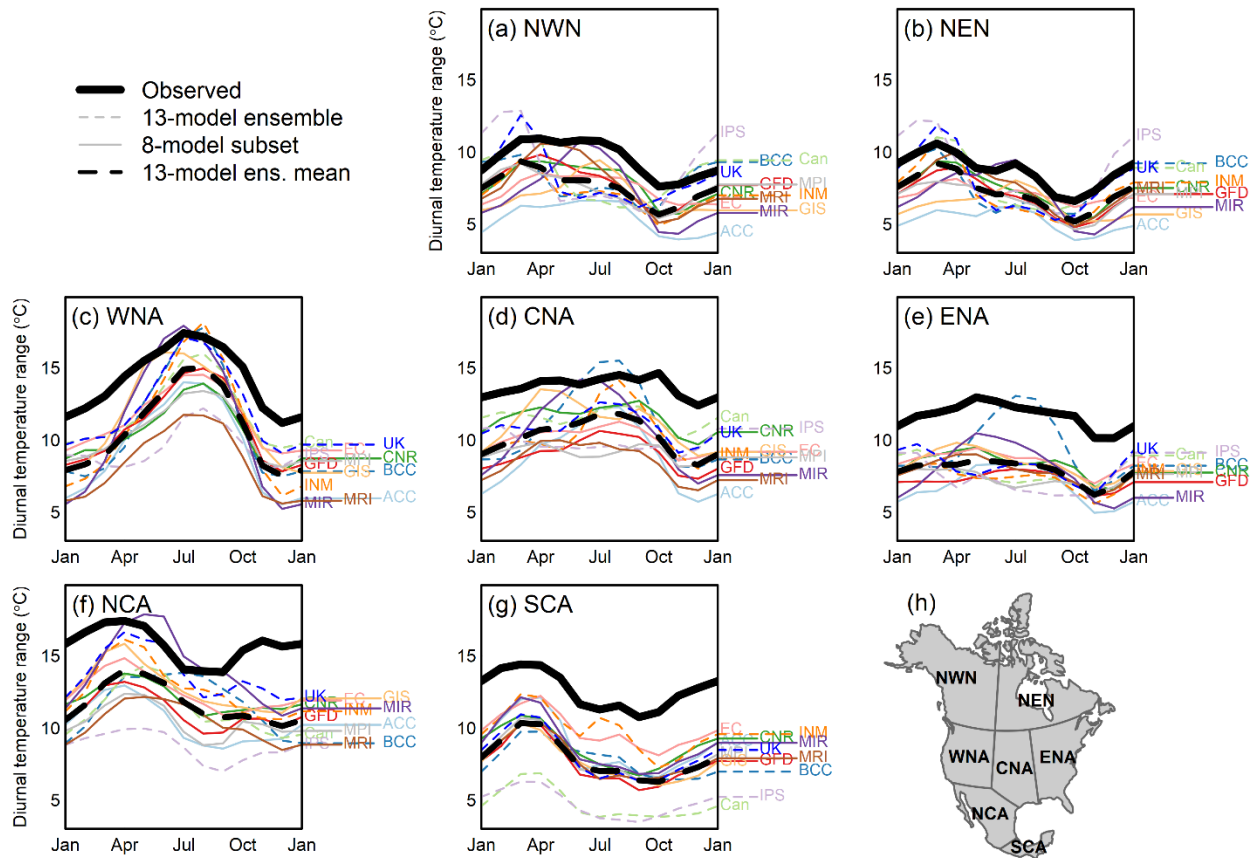 Observed
13-model ensemble
8-model subset
13-model ens. mean
(a) NWN
Diurnal temperature range (°C)
15
10
5
IPS
BCC Can
UK
GFD MPI
CNR INM
MRI
EC GIS
MIR
ACC
Jan Apr Jul Oct Jan
(b) NEN
15
10
5
IPS
UK BCC
Can
INM
MRI CNR
EC GFD
MIR
GIS
ACC
Jan Apr Jul Oct Jan
(c) WNA
Diurnal temperature range (°C)
15
10
5
Can UK
EC
CNR
GFD
GIS BCC
INM
MRI ACC
MIR
Jan Apr Jul Oct Jan
(d) CNA
15
10
5
Can
UK IPS
CNR
INM EC
GIS
BCC MPI
GFD
MIR
MRI
ACC
Jan Apr Jul Oct Jan
(e) ENA
15
10
5
UK IPS
Can
BCC
INM CNR
MRI
GFD
MIR
ACC
Jan Apr Jul Oct Jan
(f) NCA
Diurnal temperature range (°C)
15
10
5
UK EC GIS
CNR MIR
INM
GFD
ACC
Can MPI
MRI BCC
Jan Apr Jul Oct Jan
(g) SCA
15
10
5
EC INM
CNR MIR
UK
GIS MRI
GFD
BCC
IPS
Can
Jan Apr Jul Oct Jan
(h)
NWN
NEN
WNA
CNA
ENA
NCA
SCA